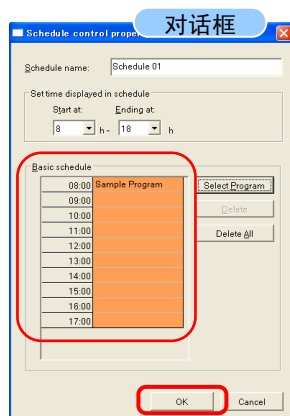 对话框
Schedule control prope
Schedule name: Schedule 01
Set time displayed in schedule
Start at: Ending at:
8 h - 18 h
Basic schedule
08:00 Sample Program
09:00
10:00
11:00
12:00
13:00
14:00
15:00
16:00
17:00
Select Program
Delete
Delete All
OK Cancel